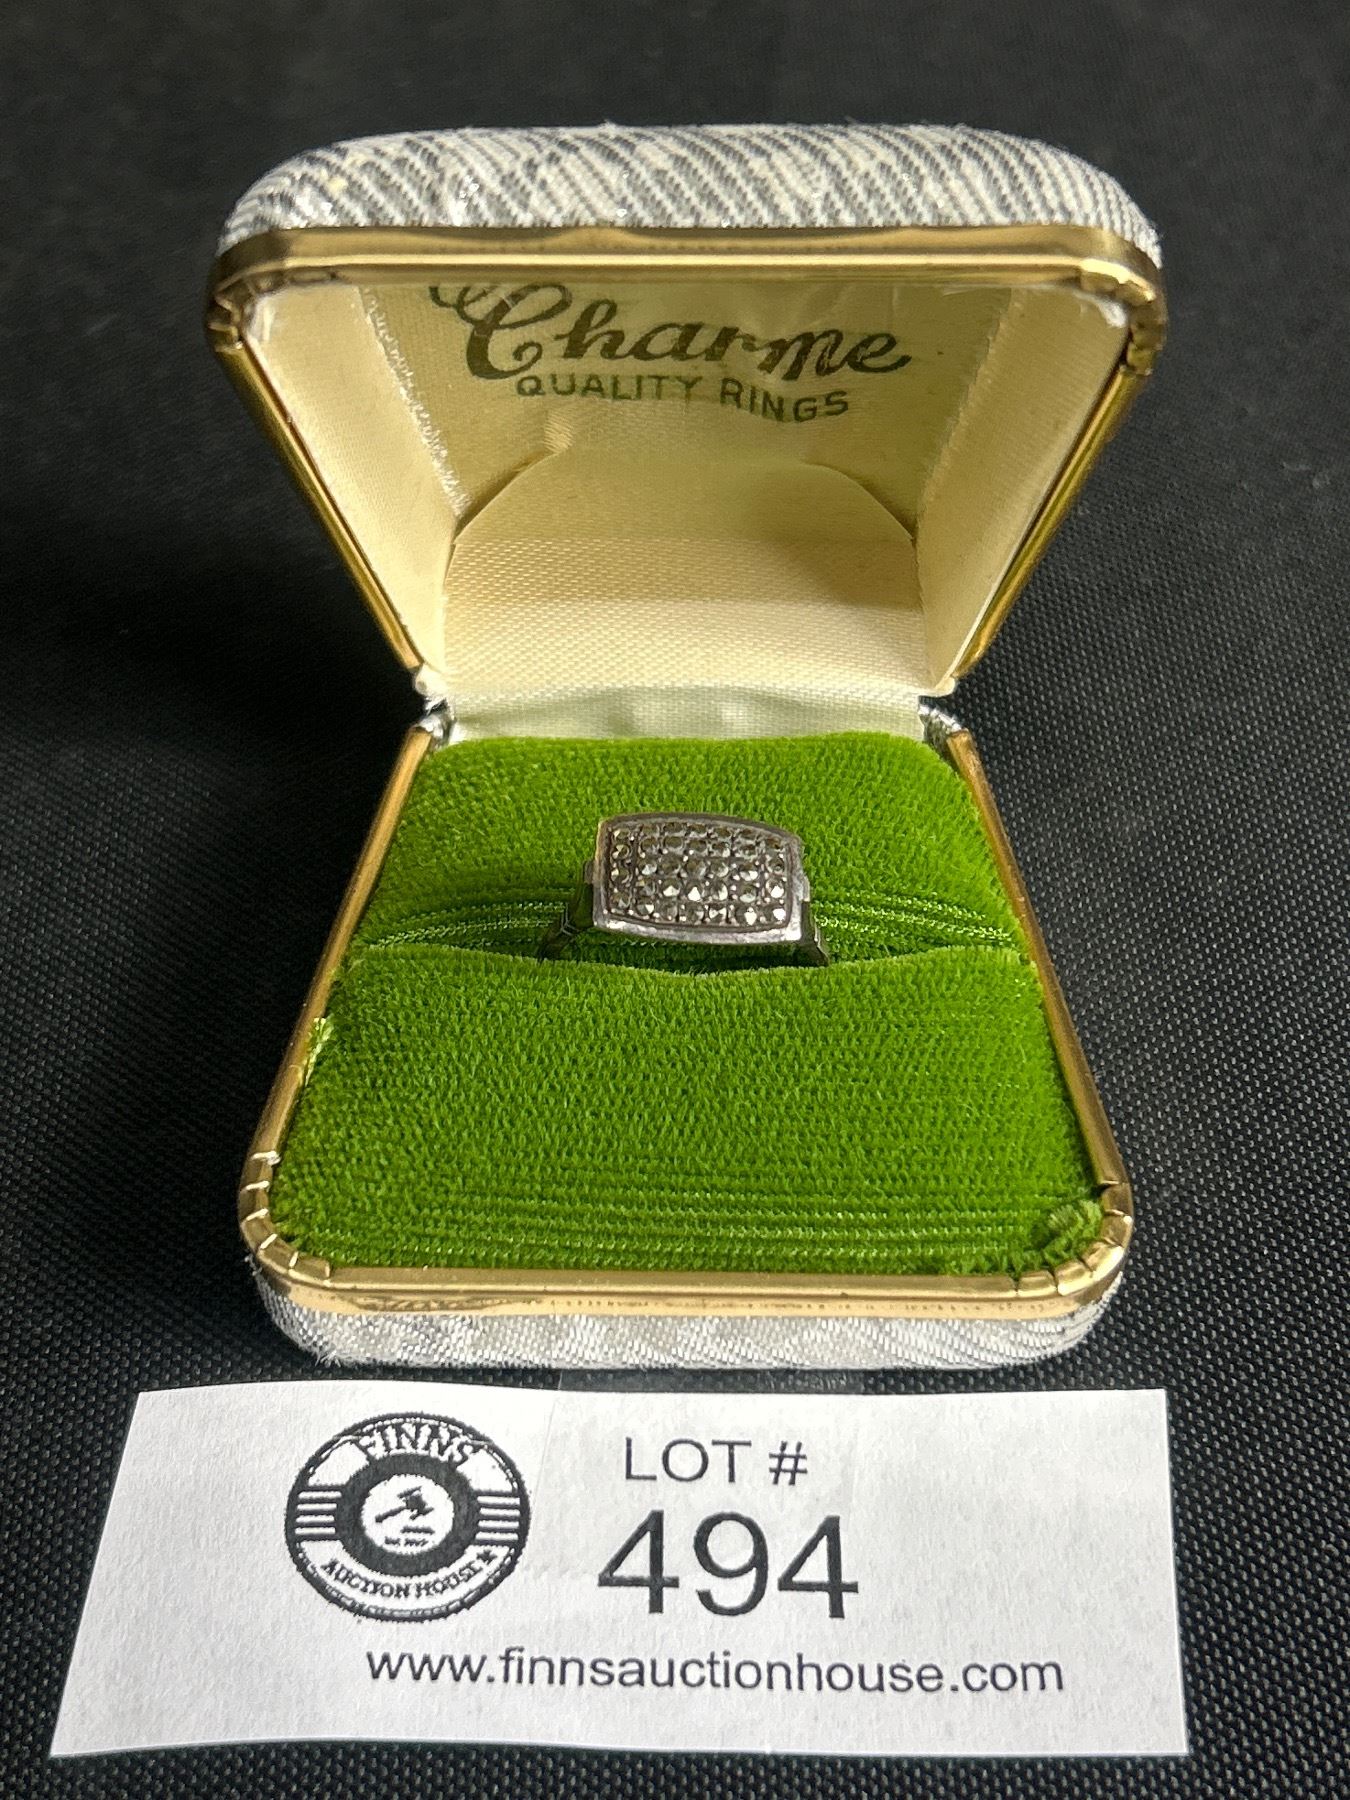 Charme
QUALITY RINGS
FINNS
AUCTION HOUSE
LOT #
494
www.finnsauctionhouse.com